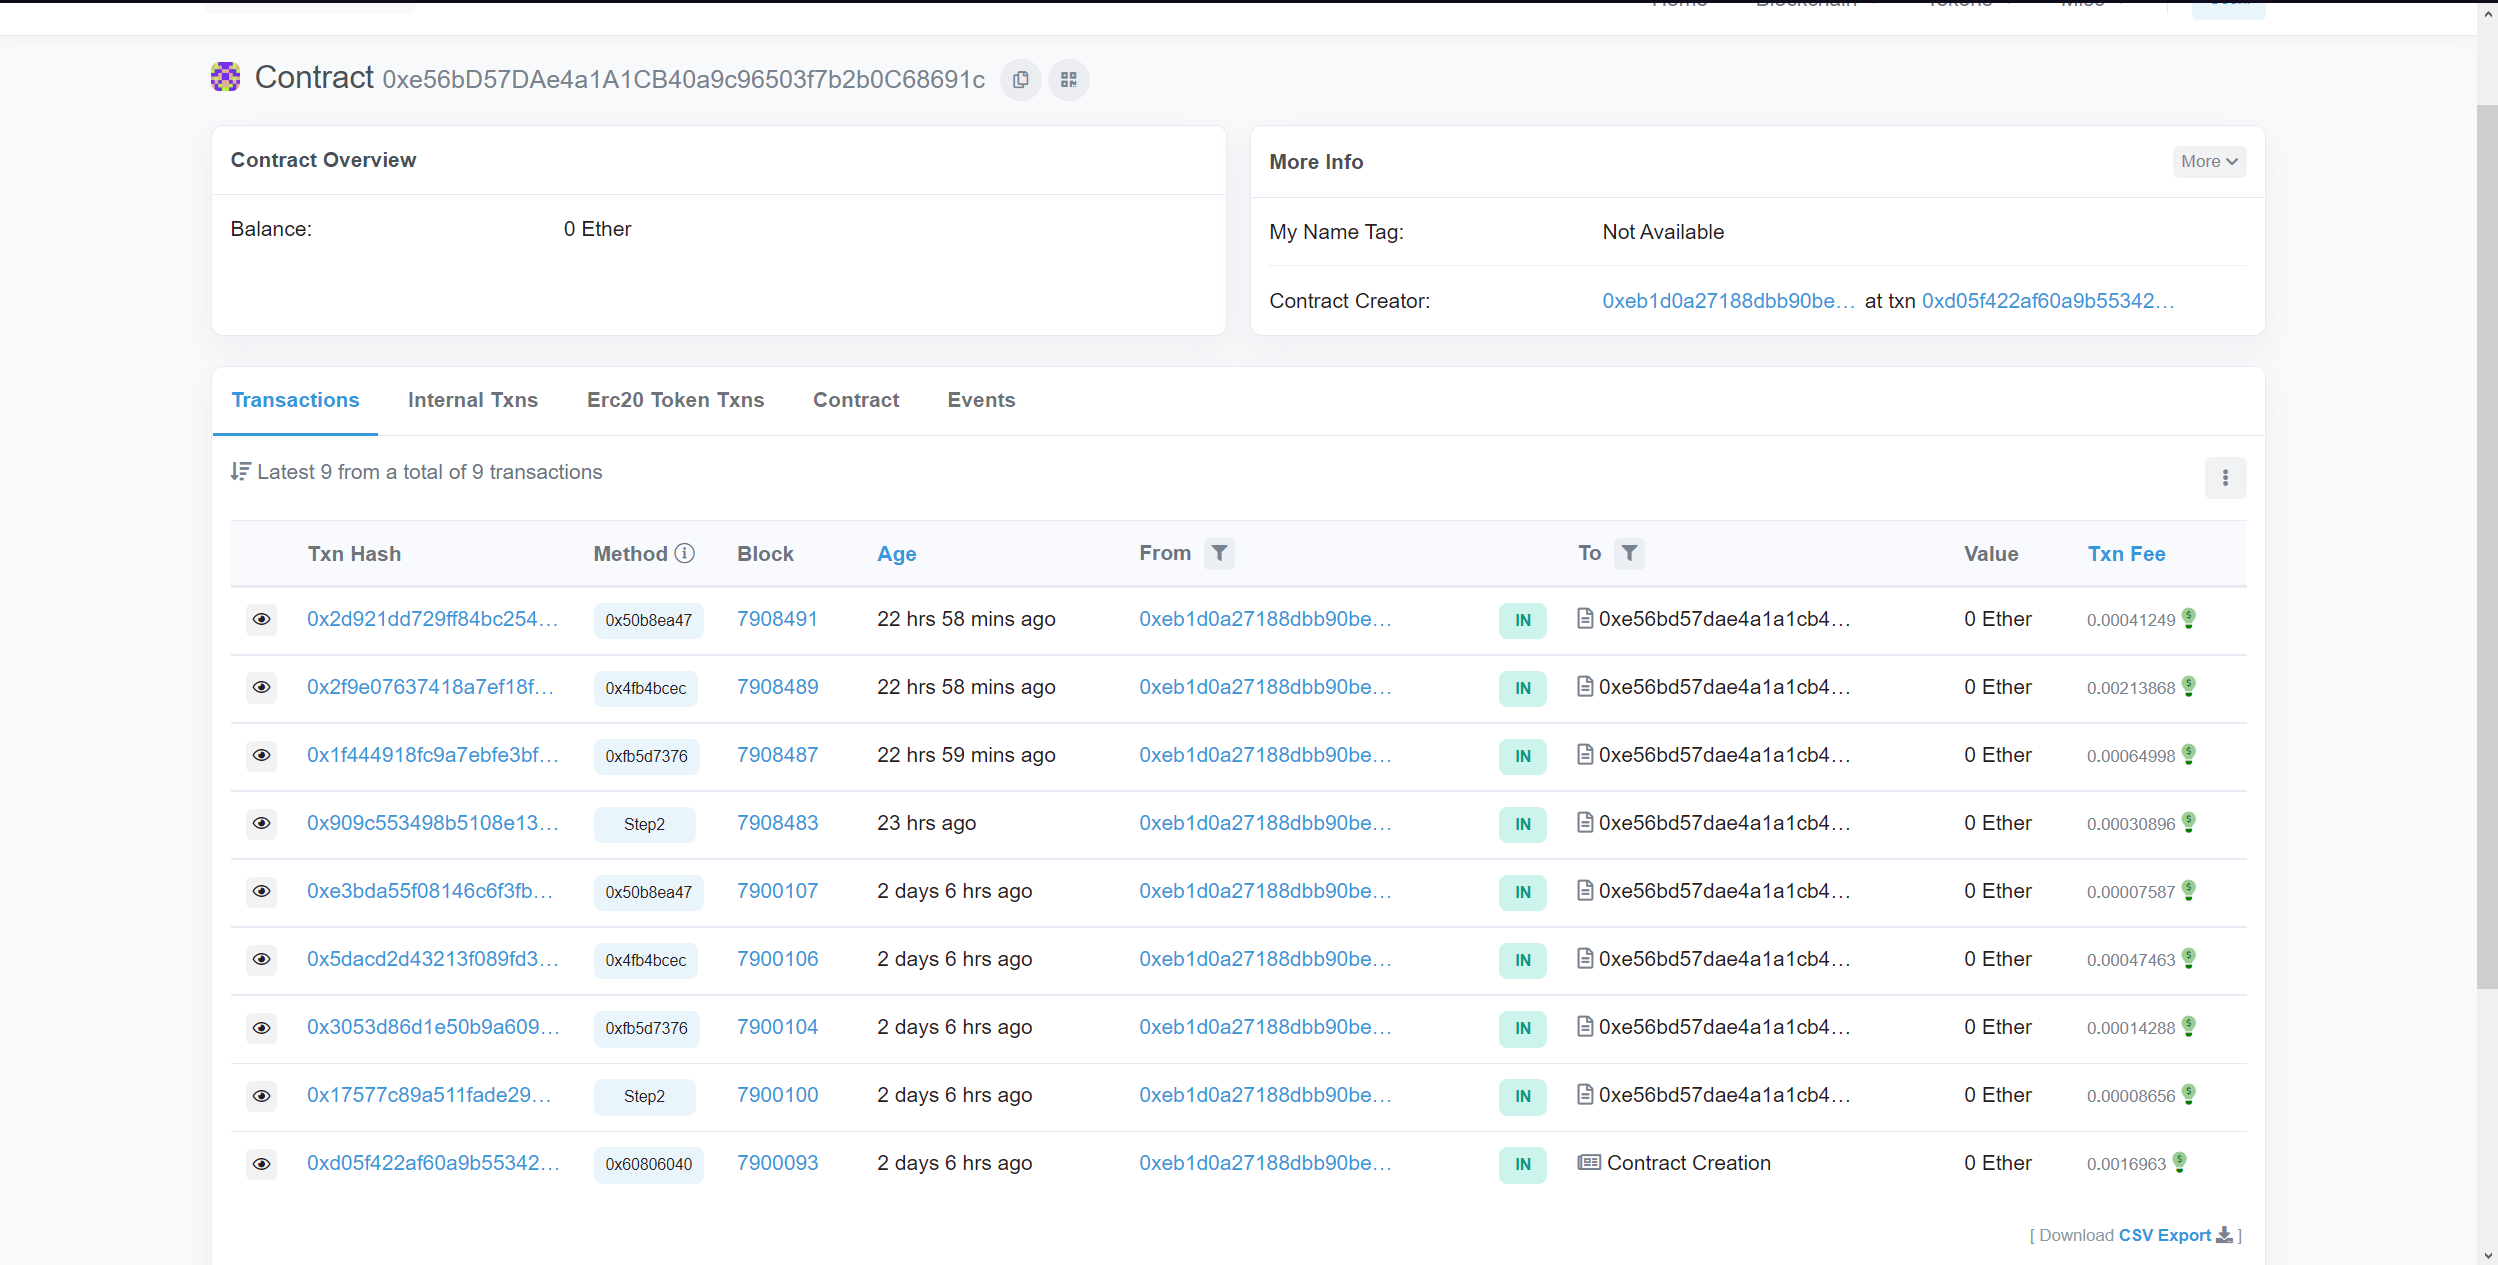 Contract 0xe56bD57DAe4a1A1CB40a9c96503f7b2b0C68691c
Contract Overview
Balance: 0 Ether
More Info
More
My Name Tag: Not Available
Contract Creator: 0xeb1d0a27188dbb90be... at txn 0xd05f422af60a9b55342...
Transactions Internal Txns Erc20 Token Txns Contract Events
Latest 9 from a total of 9 transactions
Txn Hash Method Block Age From To Value Txn Fee
0x2d921dd729ff84bc254... 0x50b8ea47 7908491 22 hrs 58 mins ago 0xeb1d0a27188dbb90be... IN 0xe56bd57dae4a1a1cb4... 0 Ether 0.00041249
0x2f9e07637418a7ef18f... 0x4fb4bcec 7908489 22 hrs 58 mins ago 0xeb1d0a27188dbb90be... IN 0xe56bd57dae4a1a1cb4... 0 Ether 0.00213868
0x1f444918fc9a7ebfe3bf... 0xfb5d7376 7908487 22 hrs 59 mins ago 0xeb1d0a27188dbb90be... IN 0xe56bd57dae4a1a1cb4... 0 Ether 0.00064998
0x909c553498b5108e13... Step2 7908483 23 hrs ago 0xeb1d0a27188dbb90be... IN 0xe56bd57dae4a1a1cb4... 0 Ether 0.00030896
0xe3bda55f08146c6f3fb... 0x50b8ea47 7900107 2 days 6 hrs ago 0xeb1d0a27188dbb90be... IN 0xe56bd57dae4a1a1cb4... 0 Ether 0.00007587
0x5dacd2d43213f089fd3... 0x4fb4bcec 7900106 2 days 6 hrs ago 0xeb1d0a27188dbb90be... IN 0xe56bd57dae4a1a1cb4... 0 Ether 0.00047463
0x3053d86d1e50b9a609... 0xfb5d7376 7900104 2 days 6 hrs ago 0xeb1d0a27188dbb90be... IN 0xe56bd57dae4a1a1cb4... 0 Ether 0.00014288
0x17577c89a511fade29... Step2 7900100 2 days 6 hrs ago 0xeb1d0a27188dbb90be... IN 0xe56bd57dae4a1a1cb4... 0 Ether 0.00008656
0xd05f422af60a9b55342... 0x60806040 7900093 2 days 6 hrs ago 0xeb1d0a27188dbb90be... IN Contract Creation 0 Ether 0.0016963
[ Download CSV Export ]